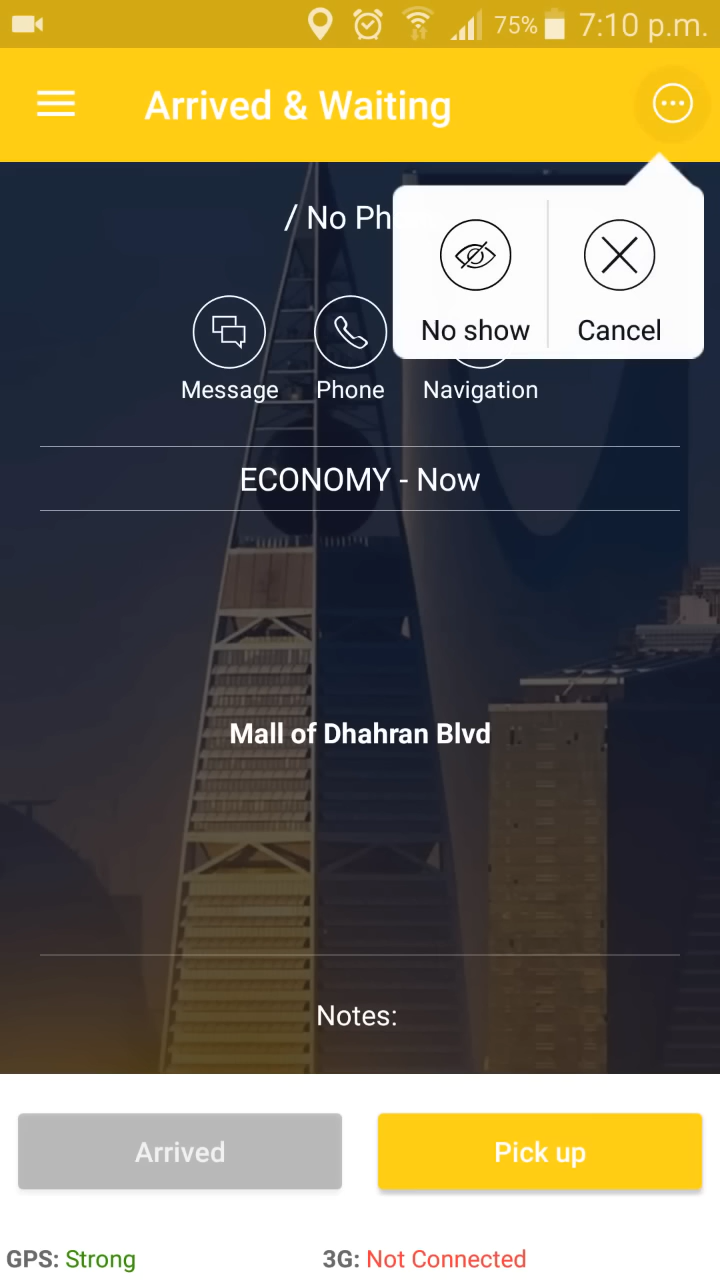 75% 7:10 p.m.
Arrived & Waiting
/ No Ph
No show Cancel
Message Phone Navigation
ECONOMY - Now
Mall of Dhahran Blvd
Notes:
Arrived Pick up
GPS: Strong 3G: Not Connected